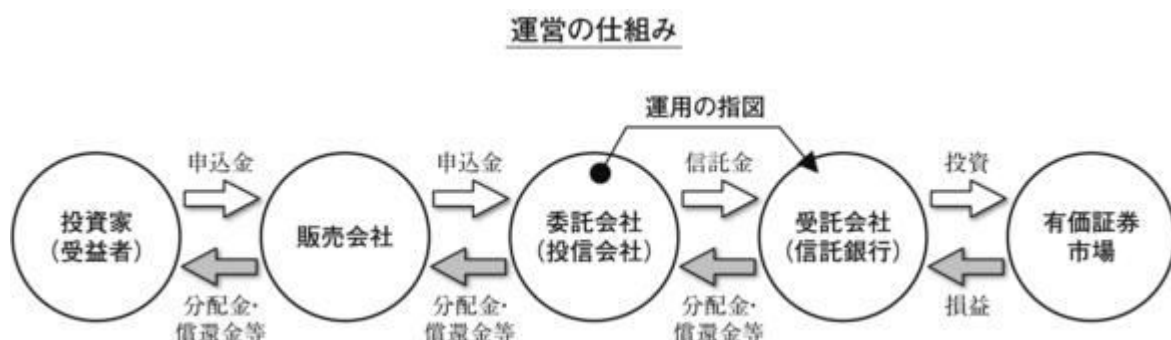 運営の仕組み
運用の指図
申込金
申込金
信託金
投資
投資家
(受益者)
販売会社
委託会社
(投信会社)
受託会社
(信託銀行)
有価証券
市場
分配金・
償還金等
分配金・
償還金等
分配金・
償還金等
損益